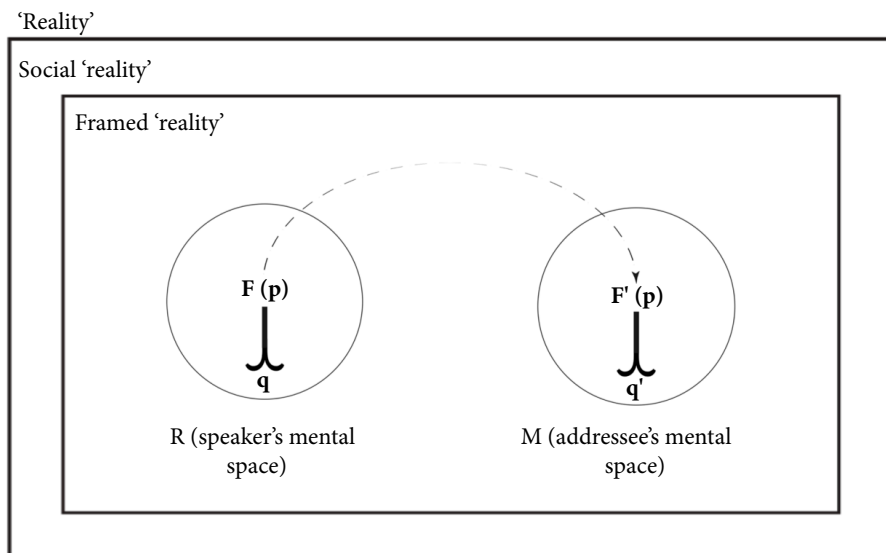 ‘Reality’
Social ‘reality’
Framed ‘reality’
F (p)
F' (p)
q
q'
R (speaker’s mental
space)
M (addressee’s mental
space)